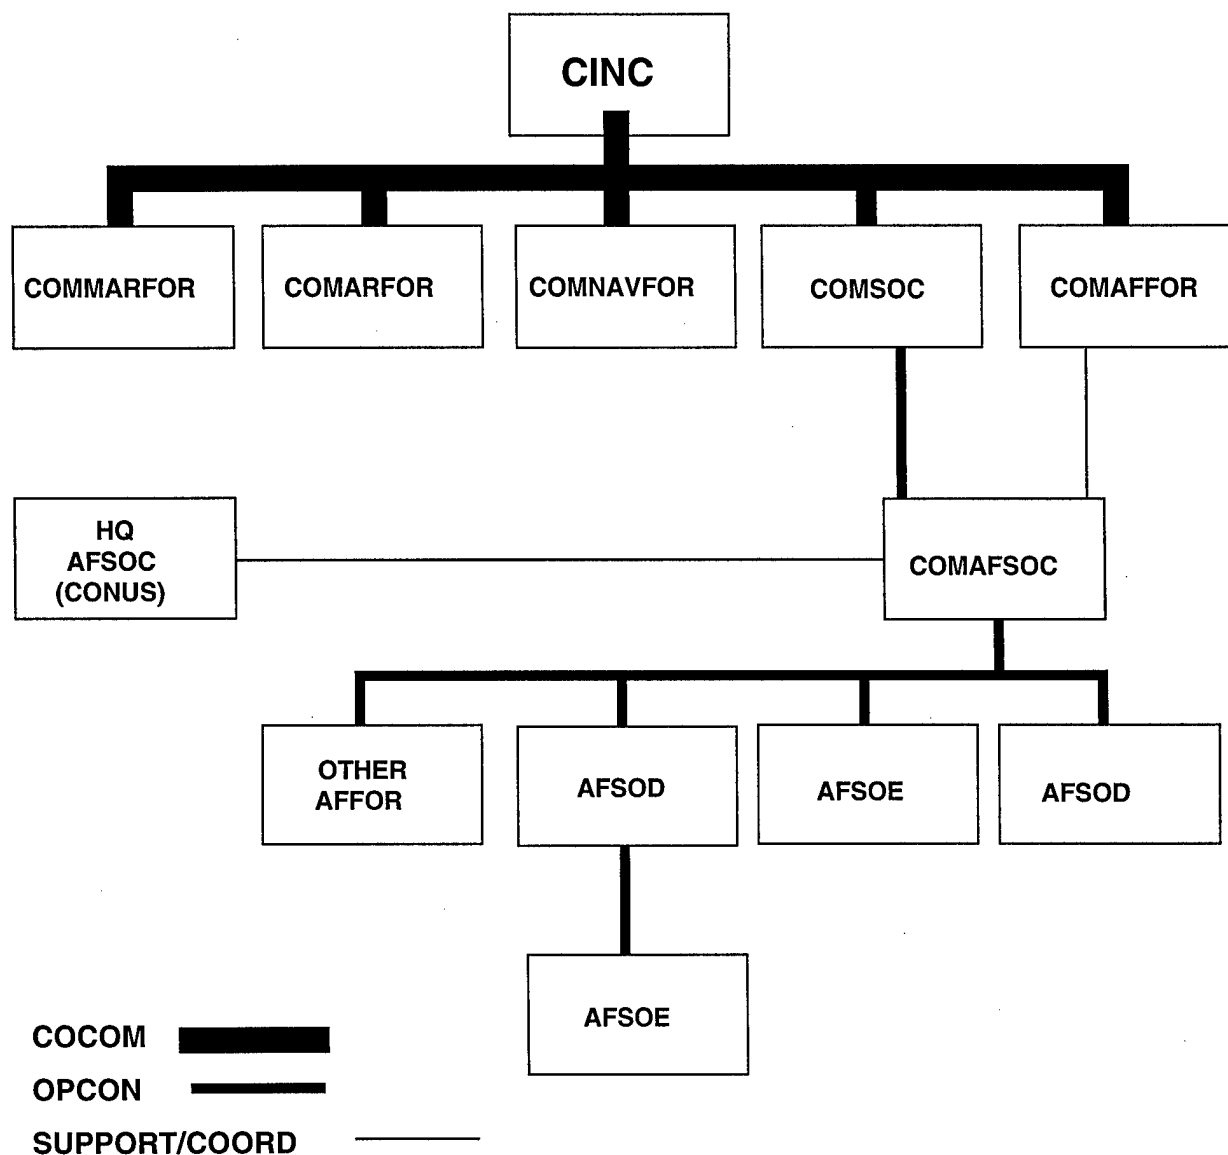 CINC
COMMARFOR
COMARFOR
COMNAVFOR
COMSOC
COMAFFOR
HQ
AFSOC
(CONUS)
COMAFSOC
OTHER
AFFOR
AFSOD
AFSOE
AFSOD
AFSOE
COCOM
OPCON
SUPPORT/COORD